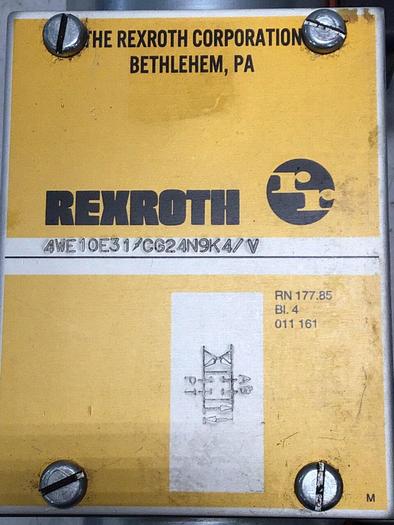 THE REXROTH CORPORATION
BETHLEHEM, PA
REXROTH
4WE10E31/CG24N9K4/V
RN 177.85
Bl. 4
011 161
A B
P T
M